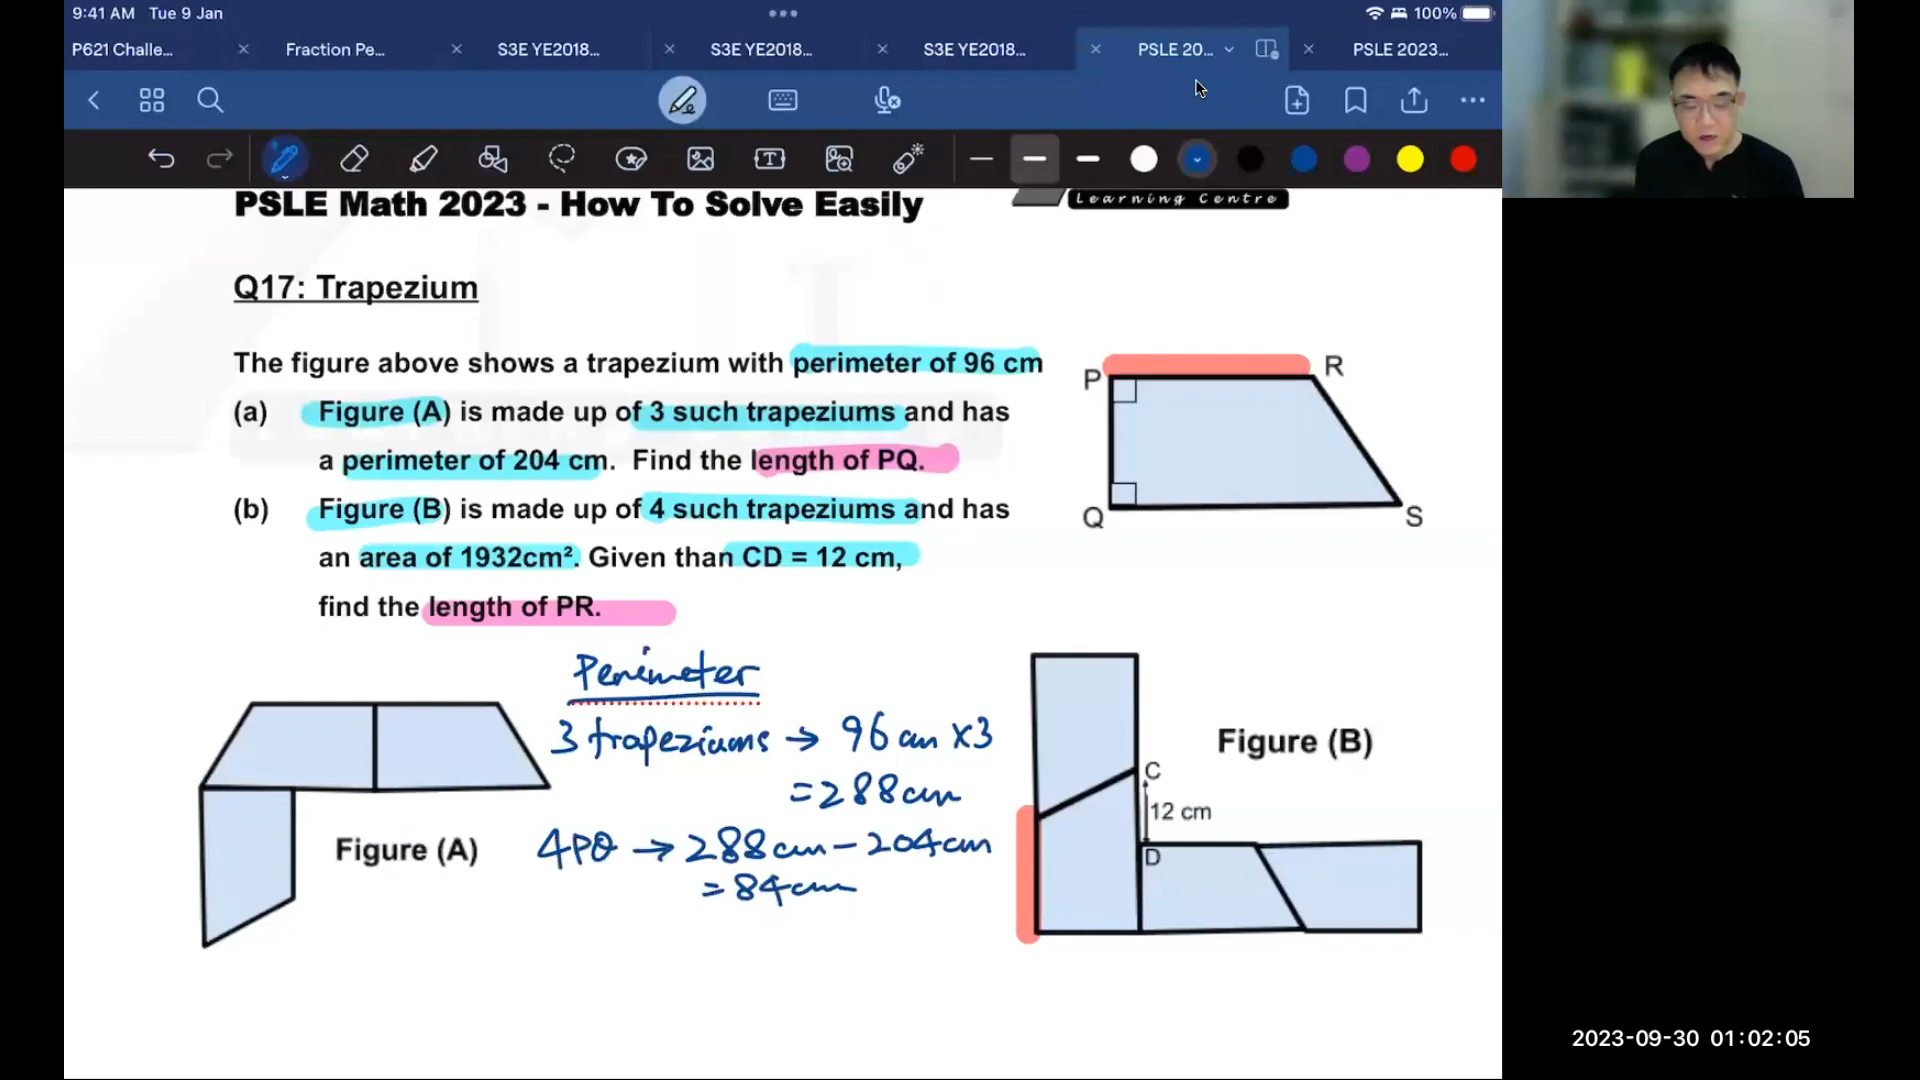 9:41 AM Tue 9 Jan
100%
P621 Challe...
Fraction Pe...
S3E YE2018...
S3E YE2018...
S3E YE2018...
PSLE 20...
PSLE 2023...
PSLE Math 2023 - How To Solve Easily
Learning Centre
Q17: Trapezium
The figure above shows a trapezium with perimeter of 96 cm
(a) Figure (A) is made up of 3 such trapeziums and has
a perimeter of 204 cm. Find the length of PQ.
(b) Figure (B) is made up of 4 such trapeziums and has
an area of 1932cm². Given than CD = 12 cm,
find the length of PR.
P
R
Q
S
Perimeter
3 trapeziums → 96 cm ×3
= 288cm
4PQ → 288cm - 204cm
= 84cm
Figure (A)
Figure (B)
C
12 cm
D
2023-09-30 01:02:05